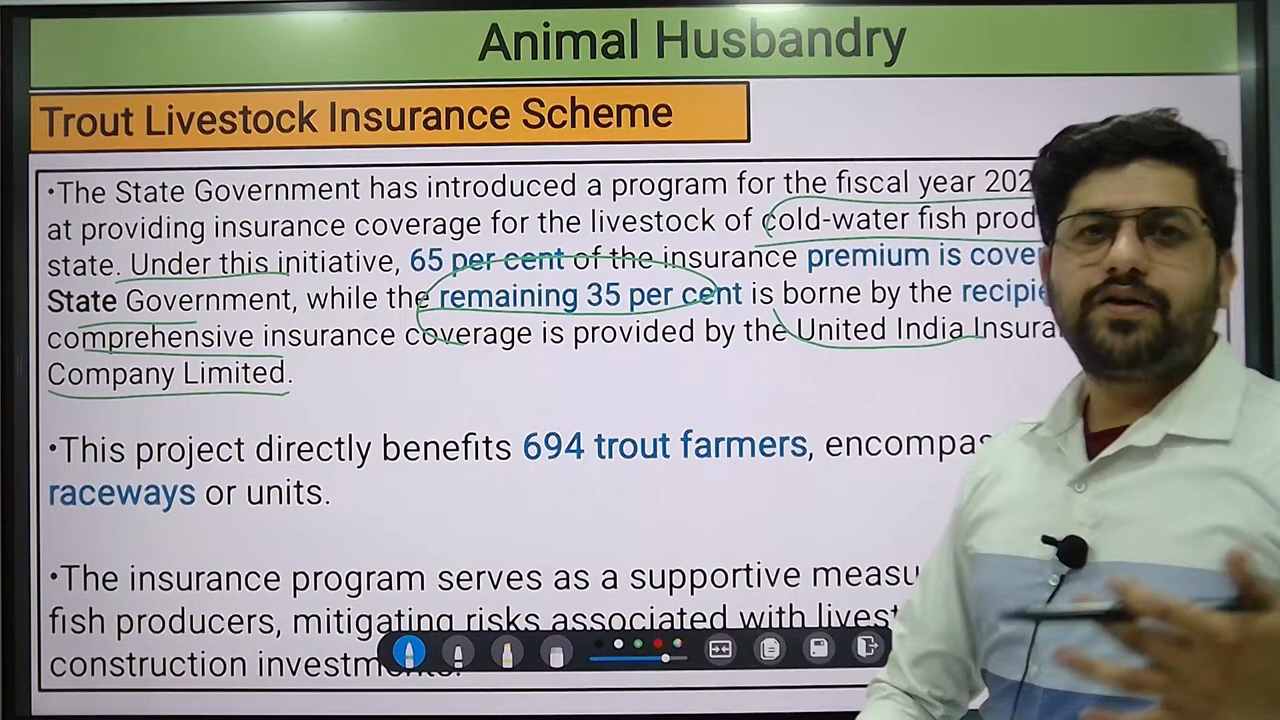 Animal Husbandry
Trout Livestock Insurance Scheme
•The State Government has introduced a program for the fiscal year
at providing insurance coverage for the livestock of cold-water fish
state. Under this initiative, 65 per cent of the insurance premium is
State Government, while the remaining 35 per cent is borne by the
comprehensive insurance coverage is provided by the United India
Company Limited.
•This project directly benefits 694 trout farmers,
raceways or units.
•The insurance program serves as a supportive
fish producers, mitigating risks associated with
construction